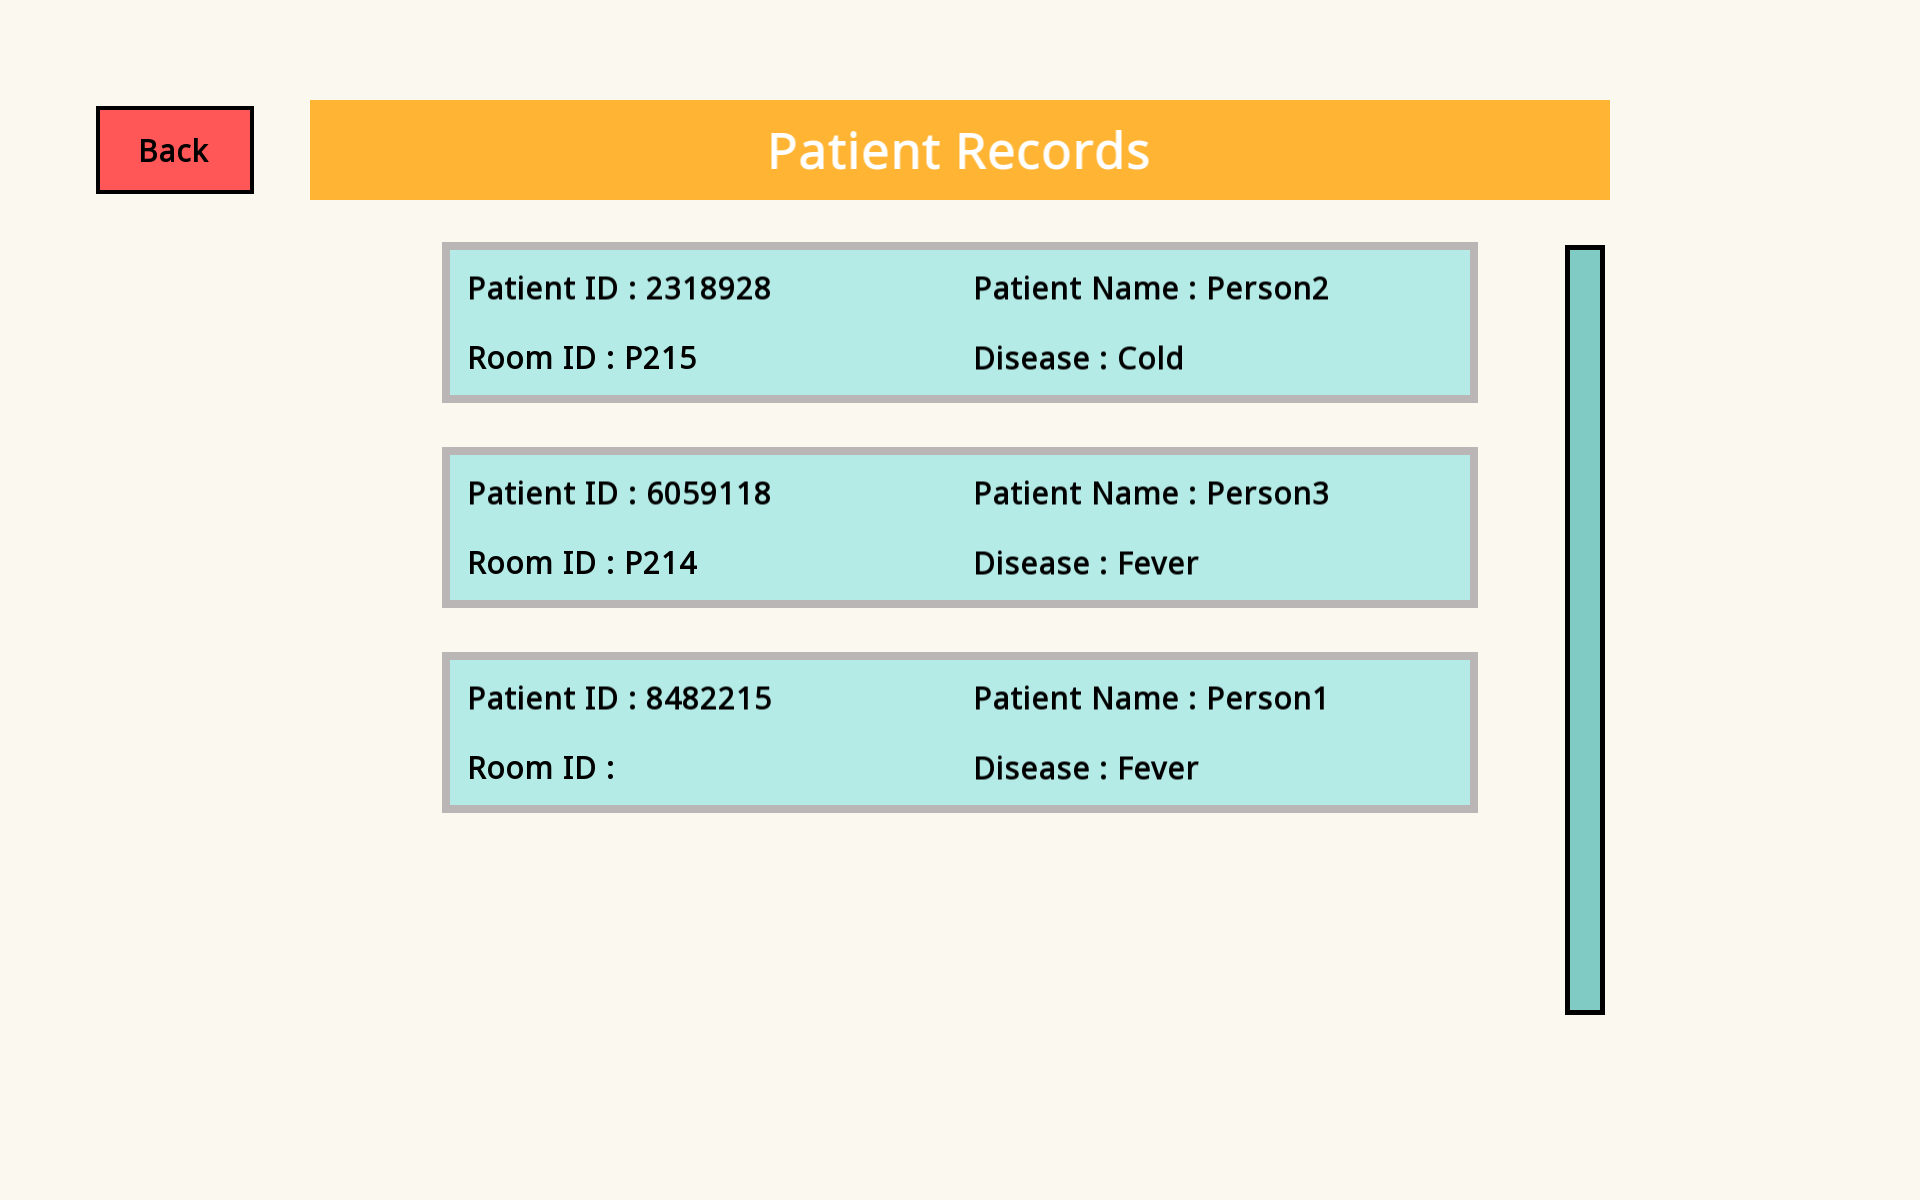 Back
Patient Records
Patient ID : 2318928
Patient Name : Person2
Room ID : P215
Disease : Cold
Patient ID : 6059118
Patient Name : Person3
Room ID : P214
Disease : Fever
Patient ID : 8482215
Patient Name : Person1
Room ID :
Disease : Fever